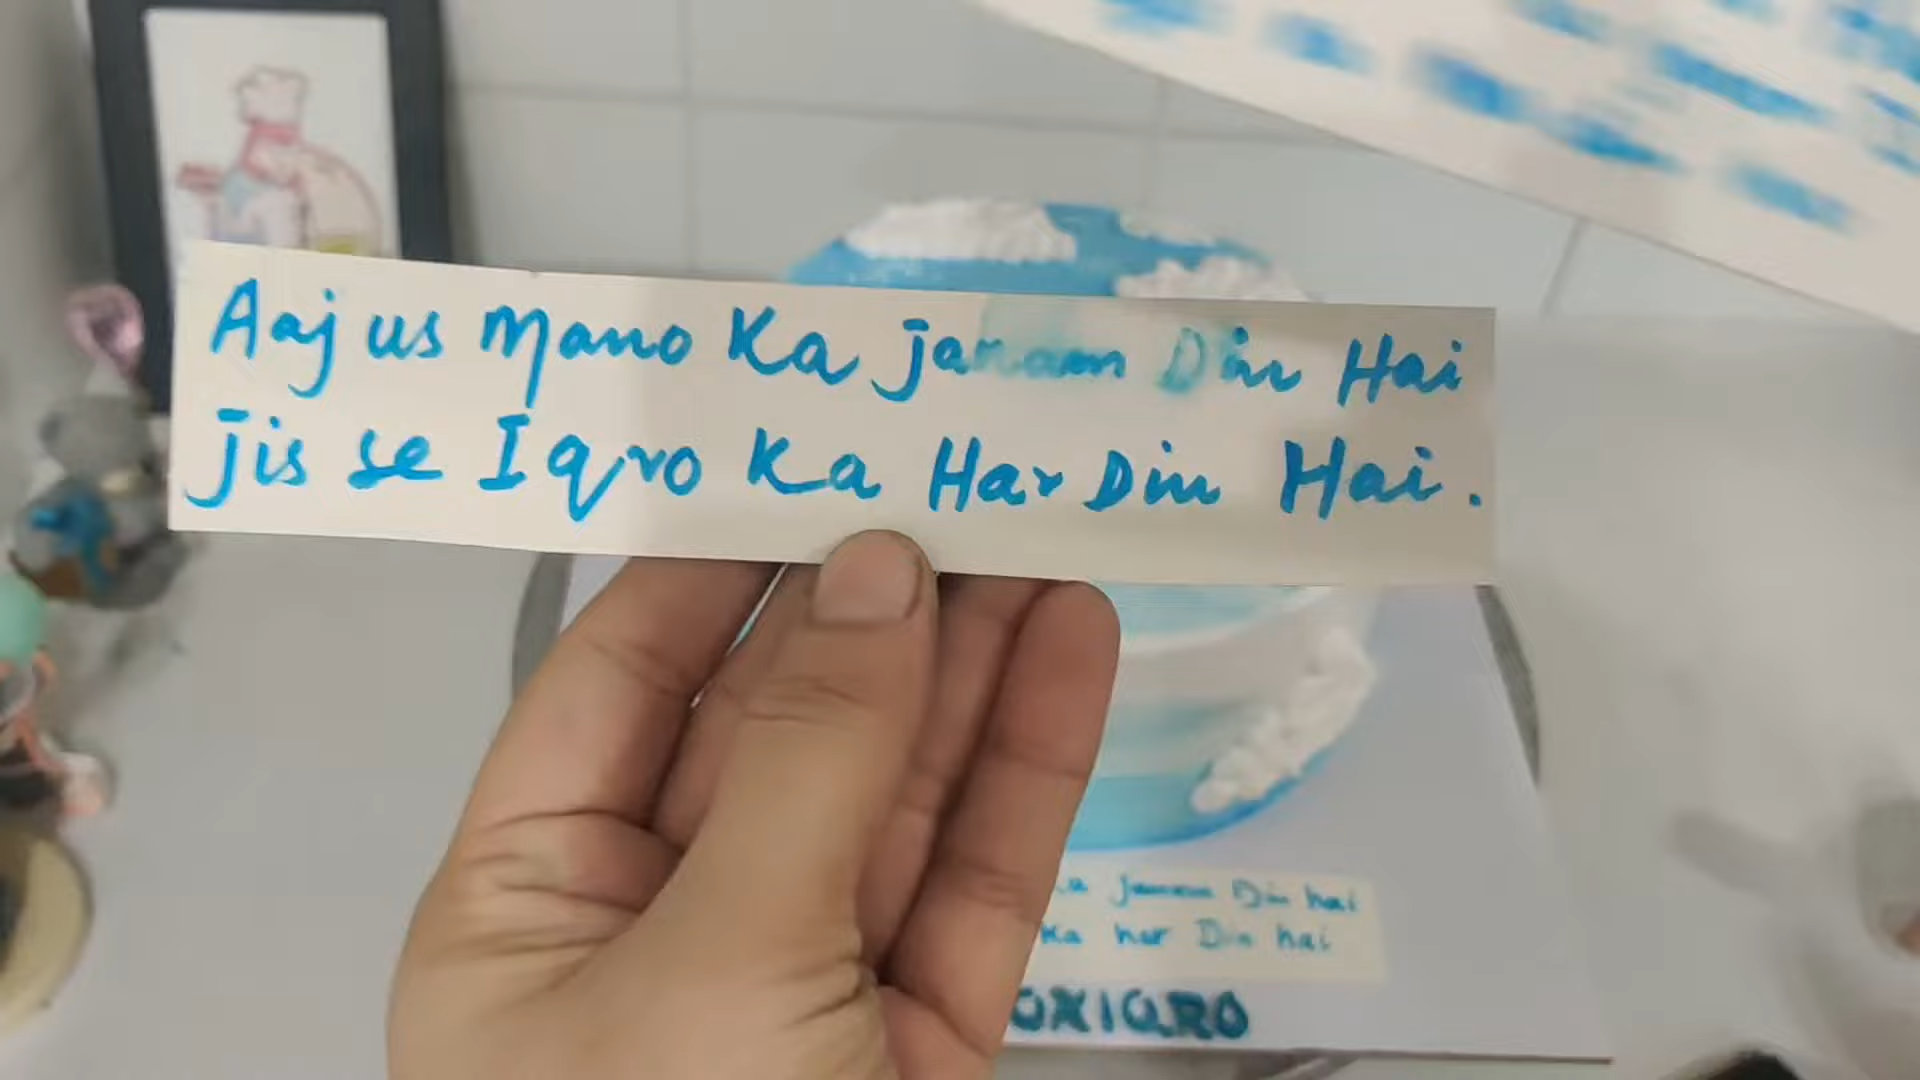 Aaj us Mano Ka Janam Din Hai
Jis se Iqro Ka Har Din Hai.
Ka Janam Din hai
Ka har Din hai
OXIQRO